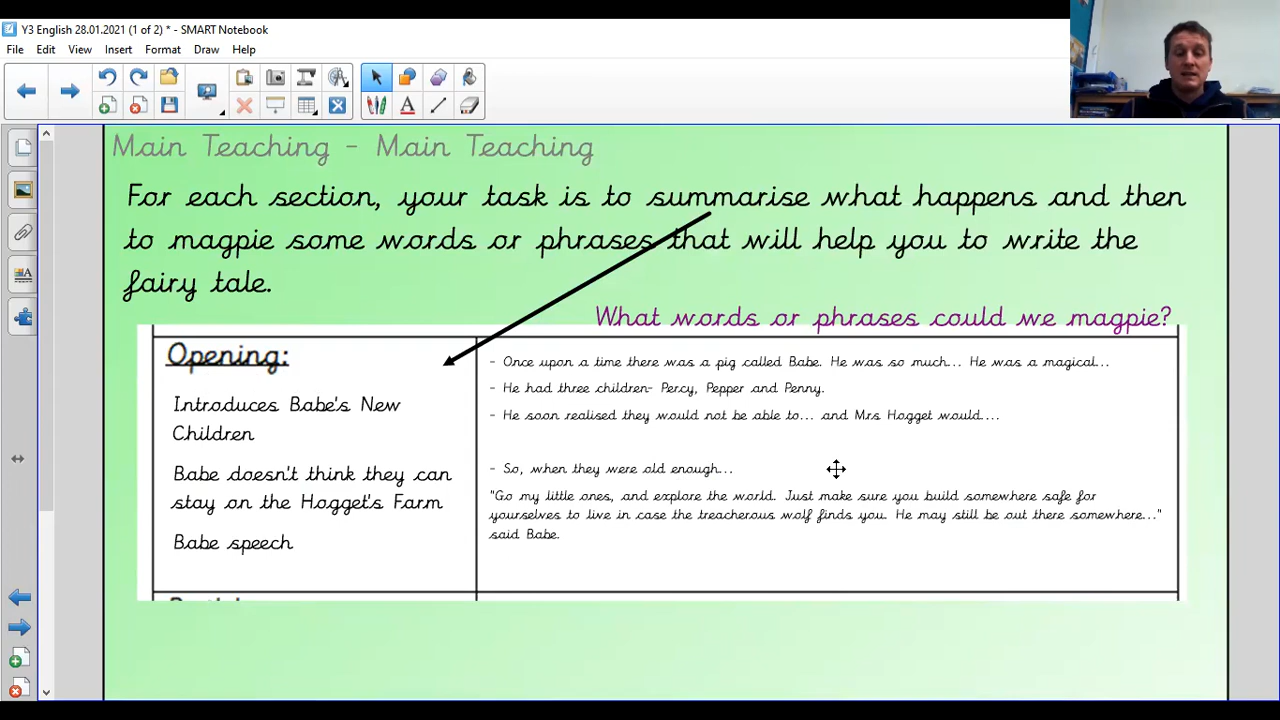 Y3 English 28.01.2021 (1 of 2) * - SMART Notebook
File Edit View Insert Format Draw Help
Main Teaching - Main Teaching
For each section, your task is to summarise what happens and then
to magpie some words or phrases that will help you to write the
fairy tale.
What words or phrases could we magpie?
Opening:
Introduces Babe's New
Children
Babe doesn't think they can
stay on the Hogget's Farm
Babe speech
- Once upon a time there was a pig called Babe. He was so much... He was a magical...
- He had three children- Percy, Pepper and Penny.
- He soon realised they would not be able to... and Mrs Hogget would....
- So, when they were old enough...
"Go my little ones, and explore the world. Just make sure you build somewhere safe for
yourselves to live in case the treacherous wolf finds you. He may still be out there somewhere..."
said Babe.